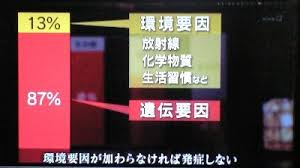 13%
環境要因
放射線
化学物質
生活習慣など
87%
遺伝要因
環境要因が加わらなければ発症しない